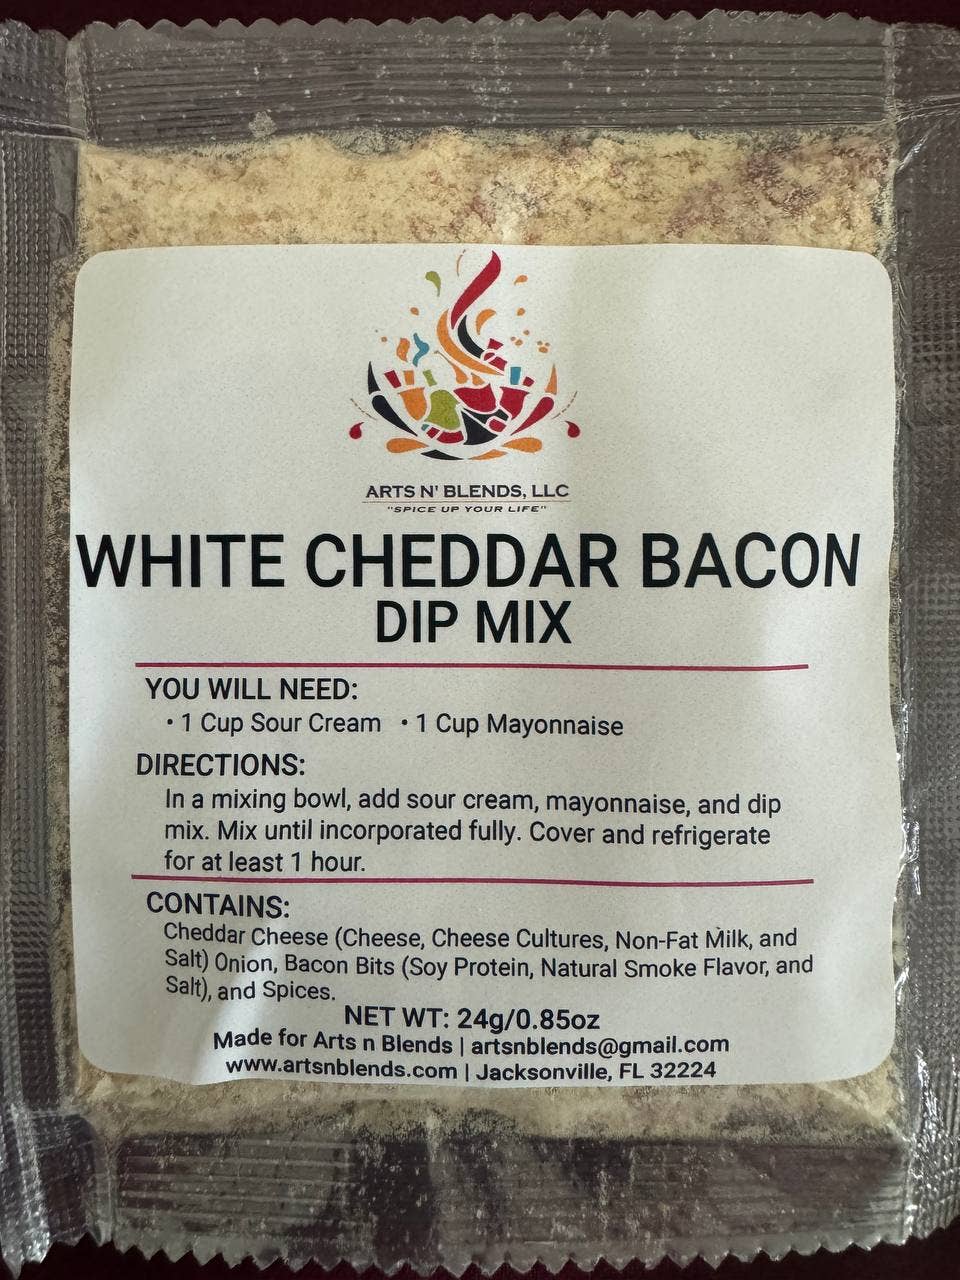 ARTS N' BLENDS, LLC
"SPICE UP YOUR LIFE"
WHITE CHEDDAR BACON
DIP MIX
YOU WILL NEED:
• 1 Cup Sour Cream • 1 Cup Mayonnaise
DIRECTIONS:
In a mixing bowl, add sour cream, mayonnaise, and dip
mix. Mix until incorporated fully. Cover and refrigerate
for at least 1 hour.
CONTAINS:
Cheddar Cheese (Cheese, Cheese Cultures, Non-Fat Milk, and
Salt) Onion, Bacon Bits (Soy Protein, Natural Smoke Flavor, and
Salt), and Spices.
NET WT: 24g/0.85oz
Made for Arts n Blends | artsnblends@gmail.com
www.artsnblends.com | Jacksonville, FL 32224